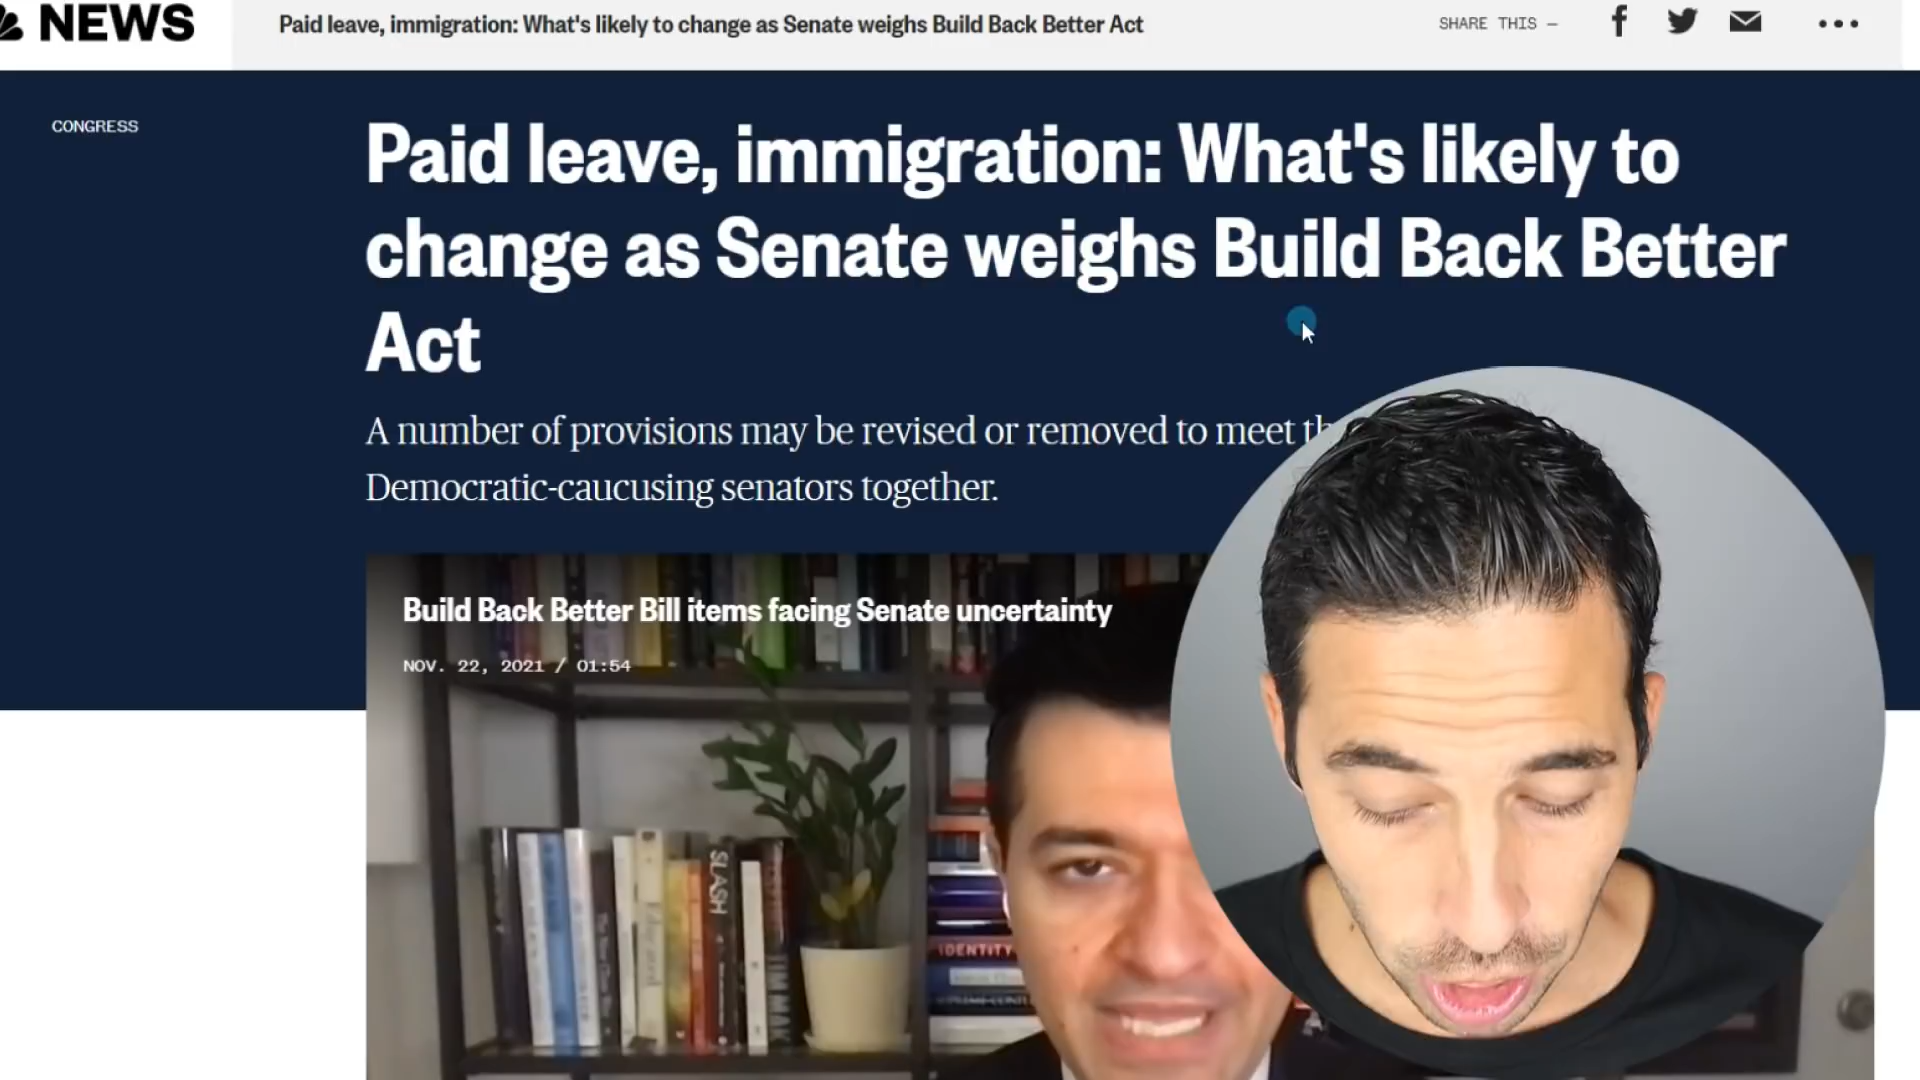 NEWS
Paid leave, immigration: What's likely to change as Senate weighs Build Back Better Act
SHARE THIS —
CONGRESS
Paid leave, immigration: What's likely to
change as Senate weighs Build Back Better
Act
A number of provisions may be revised or removed to meet
Democratic-caucusing senators together.
Build Back Better Bill items facing Senate uncertainty
NOV. 22, 2021 / 01:54
SLASH
IDENTITY